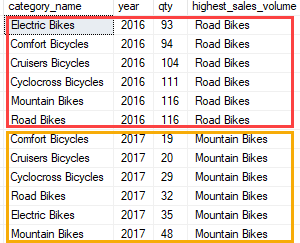 category_name year qty highest_sales_volume
Electric Bikes 2016 93 Road Bikes
Comfort Bicycles 2016 94 Road Bikes
Cruisers Bicycles 2016 104 Road Bikes
Cyclocross Bicycles 2016 111 Road Bikes
Mountain Bikes 2016 116 Road Bikes
Road Bikes 2016 116 Road Bikes
Comfort Bicycles 2017 19 Mountain Bikes
Cruisers Bicycles 2017 20 Mountain Bikes
Cyclocross Bicycles 2017 29 Mountain Bikes
Road Bikes 2017 32 Mountain Bikes
Electric Bikes 2017 35 Mountain Bikes
Mountain Bikes 2017 48 Mountain Bikes